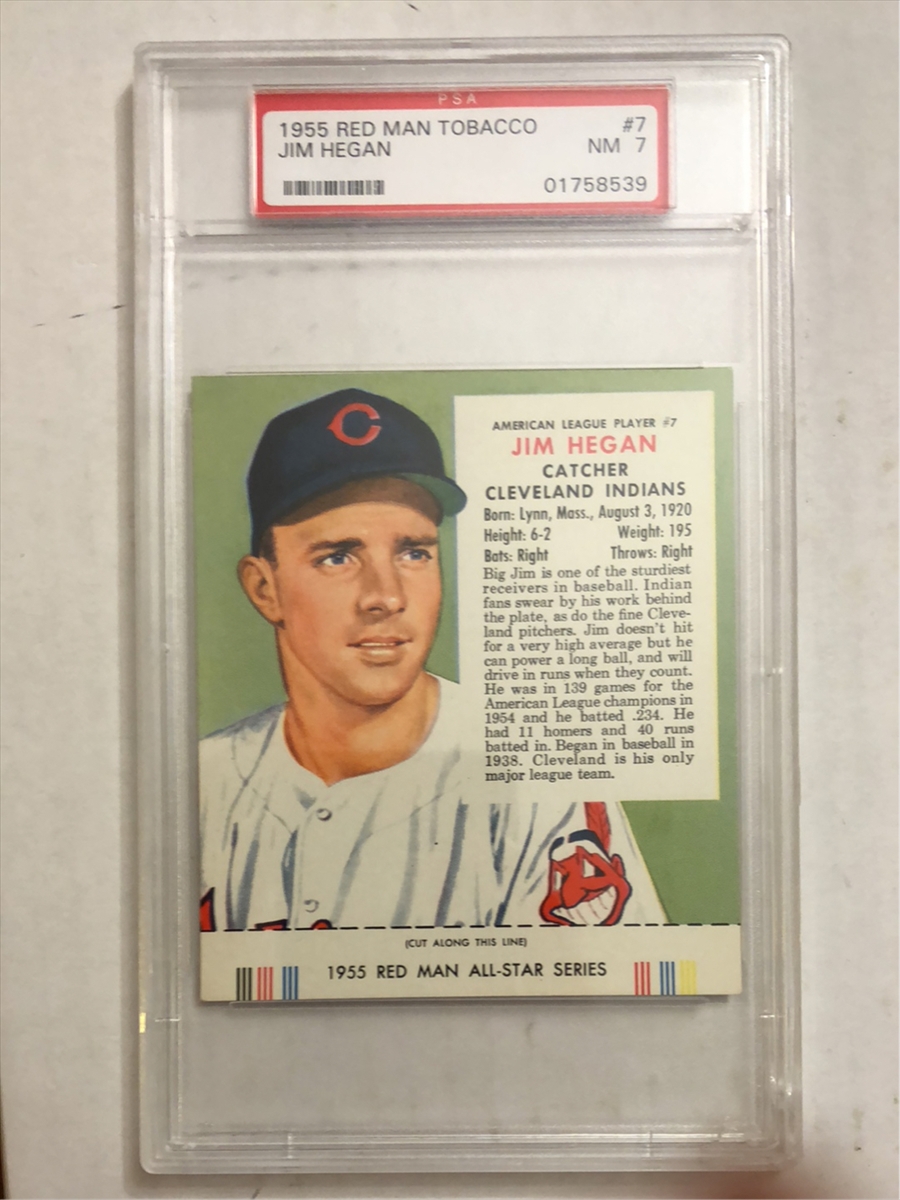 PSA
1955 RED MAN TOBACCO #7
JIM HEGAN NM 7
01758539
C
AMERICAN LEAGUE PLAYER #7
JIM HEGAN
CATCHER
CLEVELAND INDIANS
Born: Lynn, Mass., August 3, 1920
Height: 6-2 Weight: 195
Bats: Right Throws: Right
Big Jim is one of the sturdiest
receivers in baseball. Indian
fans swear by his work behind
the plate, as do the fine Cleve-
land pitchers. Jim doesn't hit
for a very high average but he
can power a long ball, and will
drive in runs when they count.
He was in 139 games for the
American League champions in
1954 and he batted .234. He
had 11 homers and 40 runs
batted in. Began in baseball in
1938. Cleveland is his only
major league team.
(CUT ALONG THIS LINE)
1955 RED MAN ALL-STAR SERIES